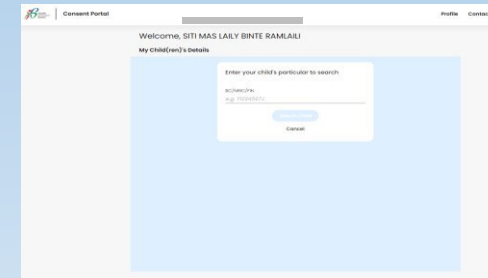 Consent Portal
Profile
Contac
Welcome, SITI MAS LAILY BINTE RAMLAILI
My Child(ren)'s Details
Enter your child's particular to search
BC/NRIC/FIN
Cancel